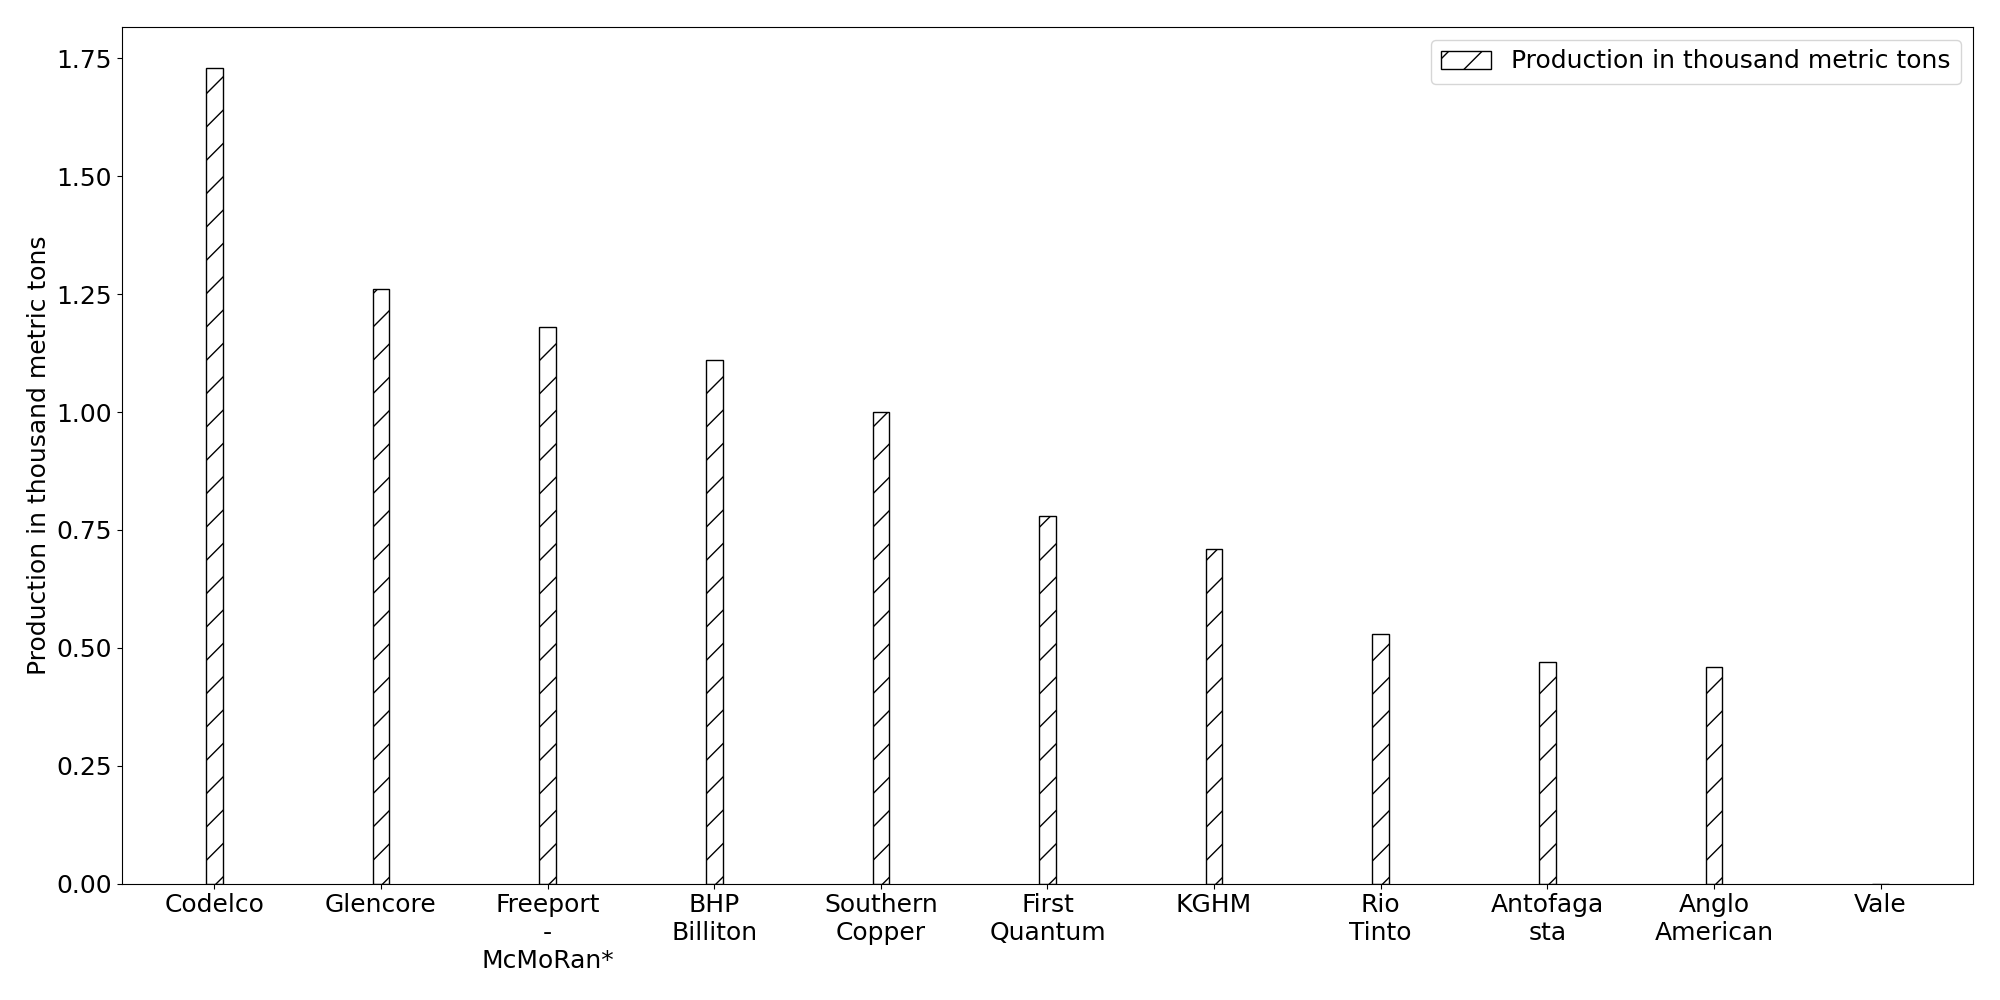 Production in thousand metric tons
1.75
1.50
1.25
1.00
0.75
0.50
0.25
0.00
Production in thousand metric tons
Codelco
Glencore
Freeport
-
McMoRan*
BHP
Billiton
Southern
Copper
First
Quantum
KGHM
Rio
Tinto
Antofaga
sta
Anglo
American
Vale